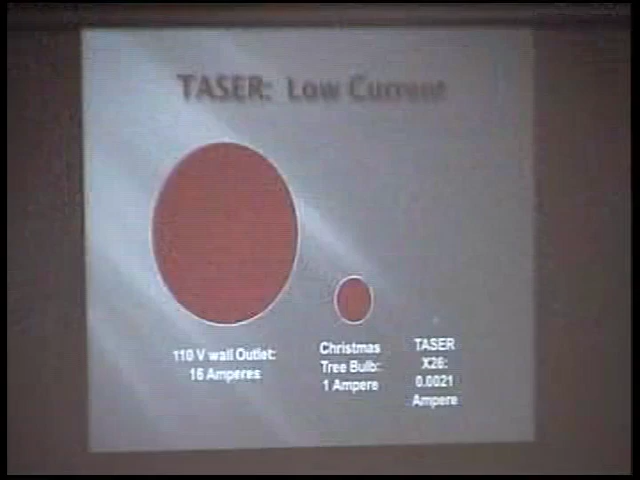 TASER: Low Current
110 V wall Outlet:
16 Amperes
Christmas
Tree Bulb:
1 Ampere
TASER
X26:
0.0021
Ampere